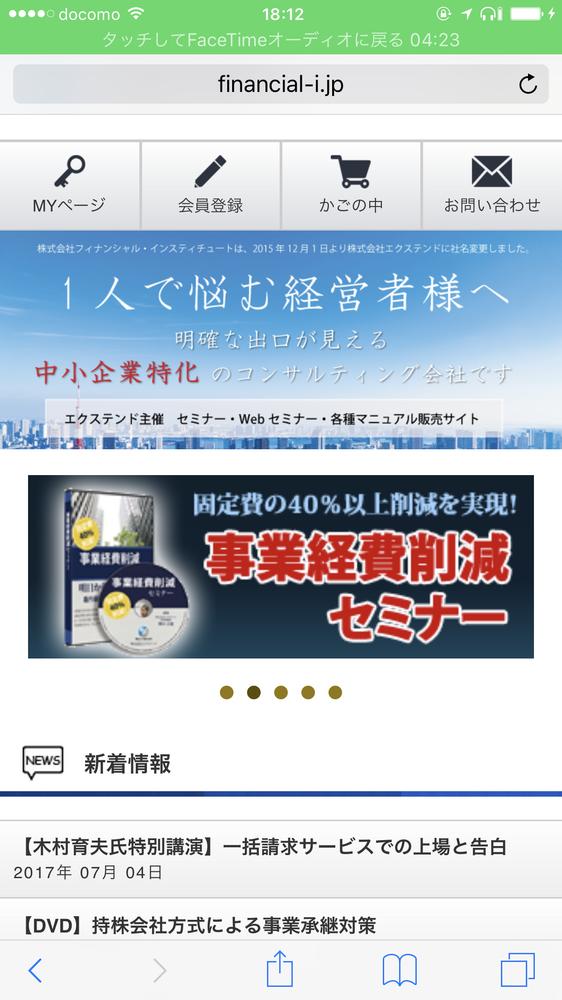 docomo 18:12
タッチしてFaceTimeオーディオに戻る 04:23
financial-i.jp
MYページ
会員登録
かごの中
お問い合わせ
株式会社フィナンシャル・インスティチュートは、2015年12月1日より株式会社エクステンドに社名変更しました。
1人で悩む経営者様へ
明確な出口が見える
中小企業特化 のコンサルティング会社です
エクステンド主催 セミナー・Webセミナー・各種マニュアル販売サイト
固定費の40%以上削減を実現!
事業経費削減
セミナー
事業経費削減
40%
事業経費削減
セミナー
40%
NEWS 新着情報
【木村育夫氏特別講演】一括請求サービスでの上場と告白
2017年 07月 04日
【DVD】持株会社方式による事業承継対策